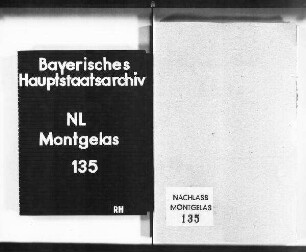 Bayerisches
Hauptstaatsarchiv
NL
Montgelas
135
RH
NACHLASS
MONTGELAS
135